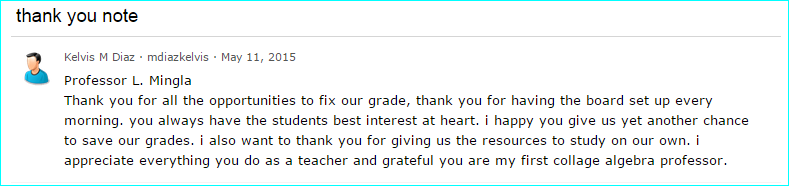 thank you note
Kelvis M Diaz · mdiazkelvis · May 11, 2015
Professor L. Mingla
Thank you for all the opportunities to fix our grade, thank you for having the board set up every
morning. you always have the students best interest at heart. i happy you give us yet another chance
to save our grades. i also want to thank you for giving us the resources to study on our own. i
appreciate everything you do as a teacher and grateful you are my first collage algebra professor.